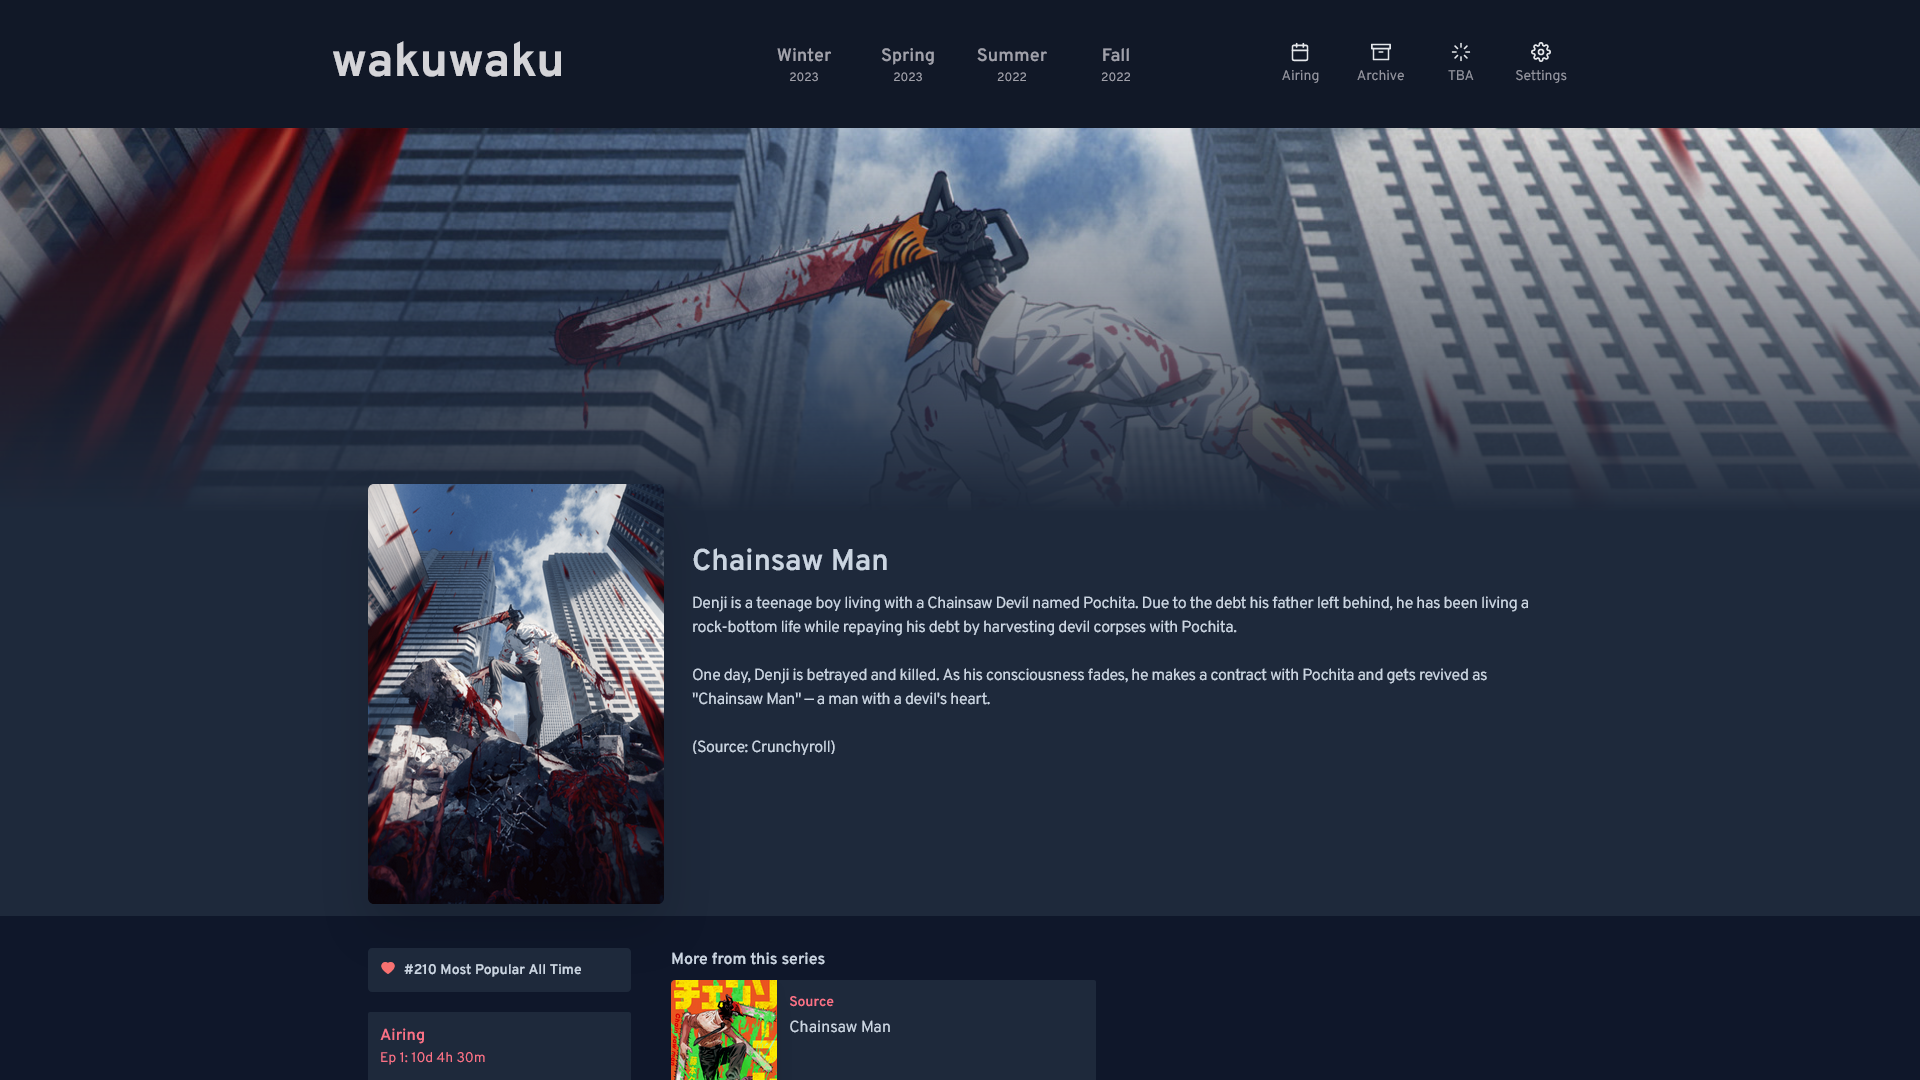 wakuwaku
Winter
2023
Spring
2023
Summer
2022
Fall
2022
Airing
Archive
TBA
Settings
Chainsaw Man
Denji is a teenage boy living with a Chainsaw Devil named Pochita. Due to the debt his father left behind, he has been living a
rock-bottom life while repaying his debt by harvesting devil corpses with Pochita.
One day, Denji is betrayed and killed. As his consciousness fades, he makes a contract with Pochita and gets revived as
"Chainsaw Man" — a man with a devil's heart.
(Source: Crunchyroll)
#210 Most Popular All Time
Airing
Ep 1: 10d 4h 30m
More from this series
Source
Chainsaw Man